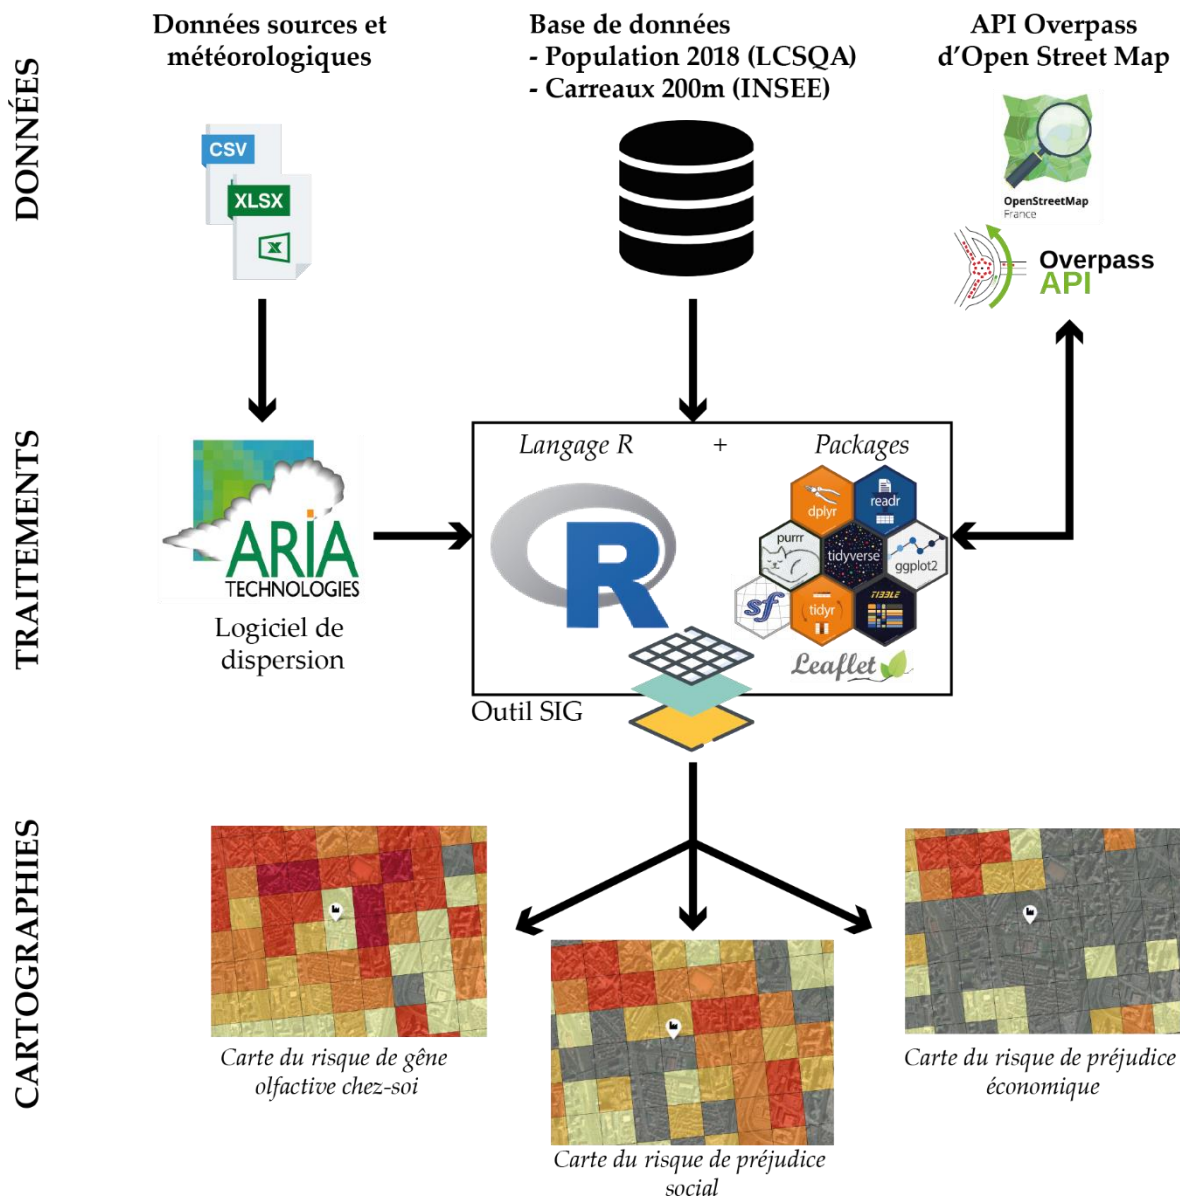 DONNÉES
Données sources et
météorologiques
Base de données
- Population 2018 (LCSQA)
- Carreaux 200m (INSEE)
API Overpass
d'Open Street Map
CSV
XLSX
X
OpenStreetMap
France
Overpass
API
TRAITEMENTS
ARIA
TECHNOLOGIES
Logiciel de
dispersion
Langage R + Packages
R
dplyr
readr
purrr
tidyverse
ggplot2
sf
tidyr
TIBBLE
Leaflet
Outil SIG
CARTOGRAPHIES
Carte du risque de gêne
olfactive chez-soi
Carte du risque de préjudice
social
Carte du risque de préjudice
économique